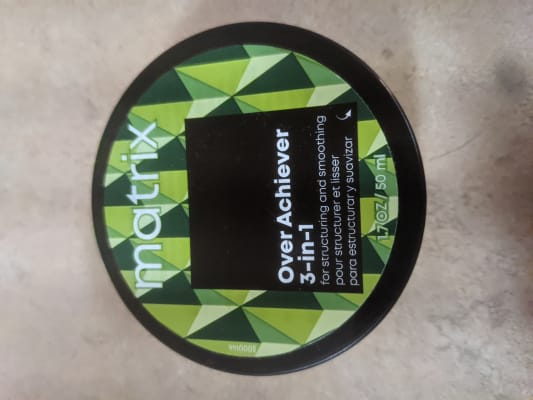 matrix
Over Achiever
3-in-1
for structuring and smoothing
pour structurer et lisser
para estructurar y suavizar
1.7 OZ / 50 ml